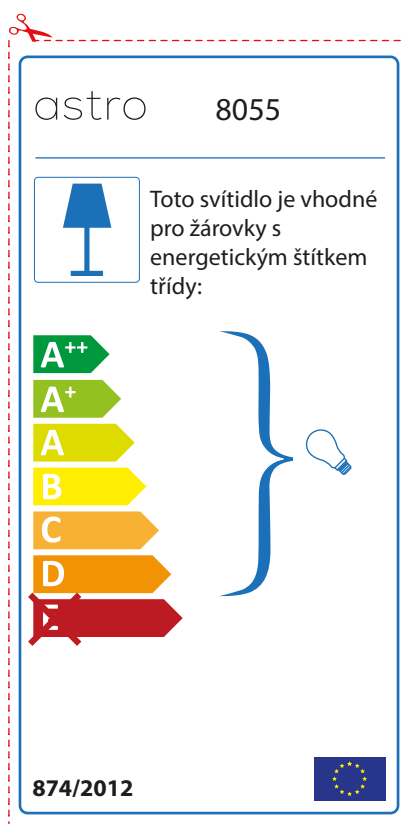 astro 8055
Toto svítidlo je vhodné
pro žárovky s
energetickým štítkem
třídy:
A++
A+
A
B
C
D
E
874/2012